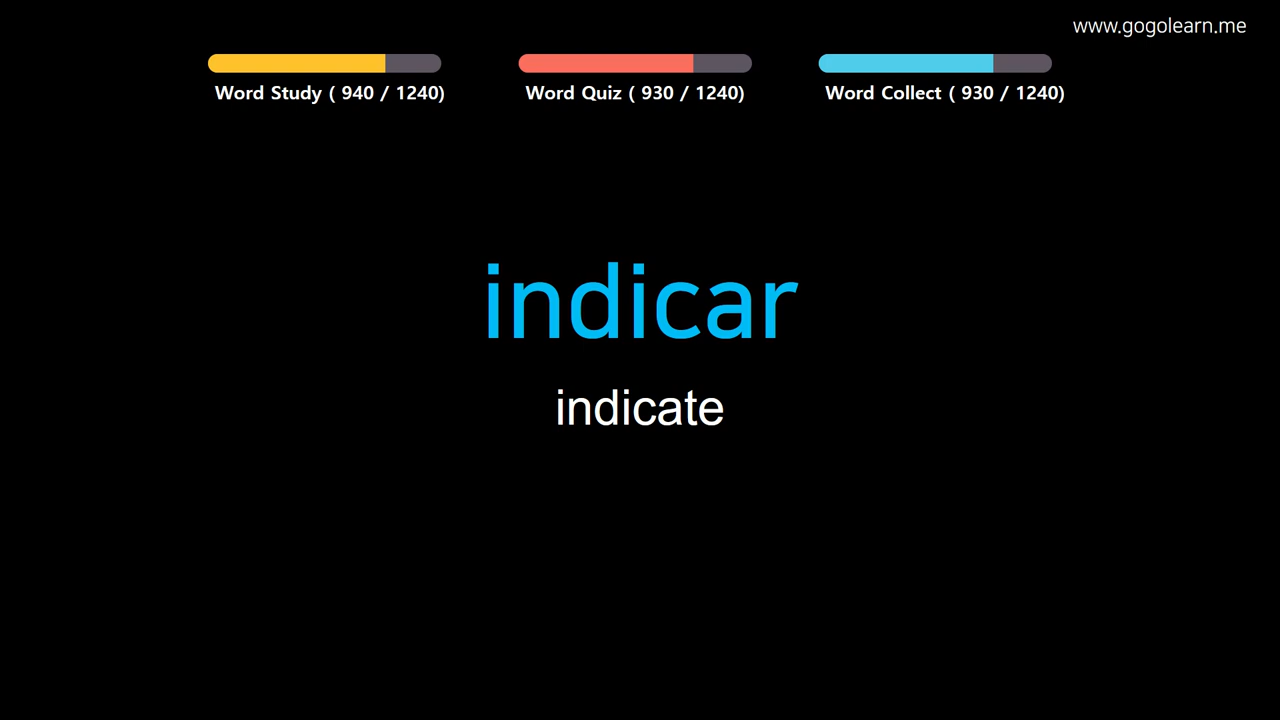 www.gogolearn.me
Word Study ( 940 / 1240)
Word Quiz ( 930 / 1240)
Word Collect ( 930 / 1240)
indicar
indicate